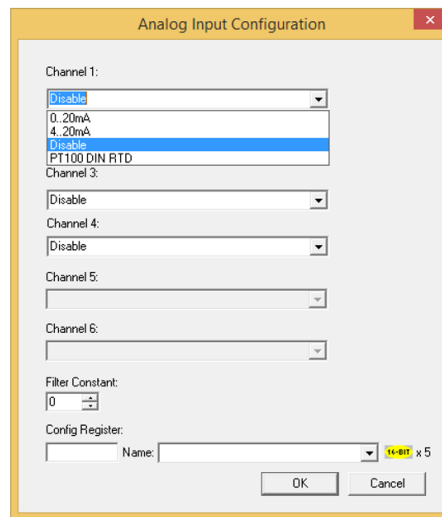 Analog Input Configuration
Channel 1:
Disable
0..20mA
4..20mA
Disable
PT100 DIN RTD
Channel 3:
Disable
Channel 4:
Disable
Channel 5:
Channel 6:
Filter Constant:
0
Config Register:
Name: 16-BIT x 5
OK Cancel